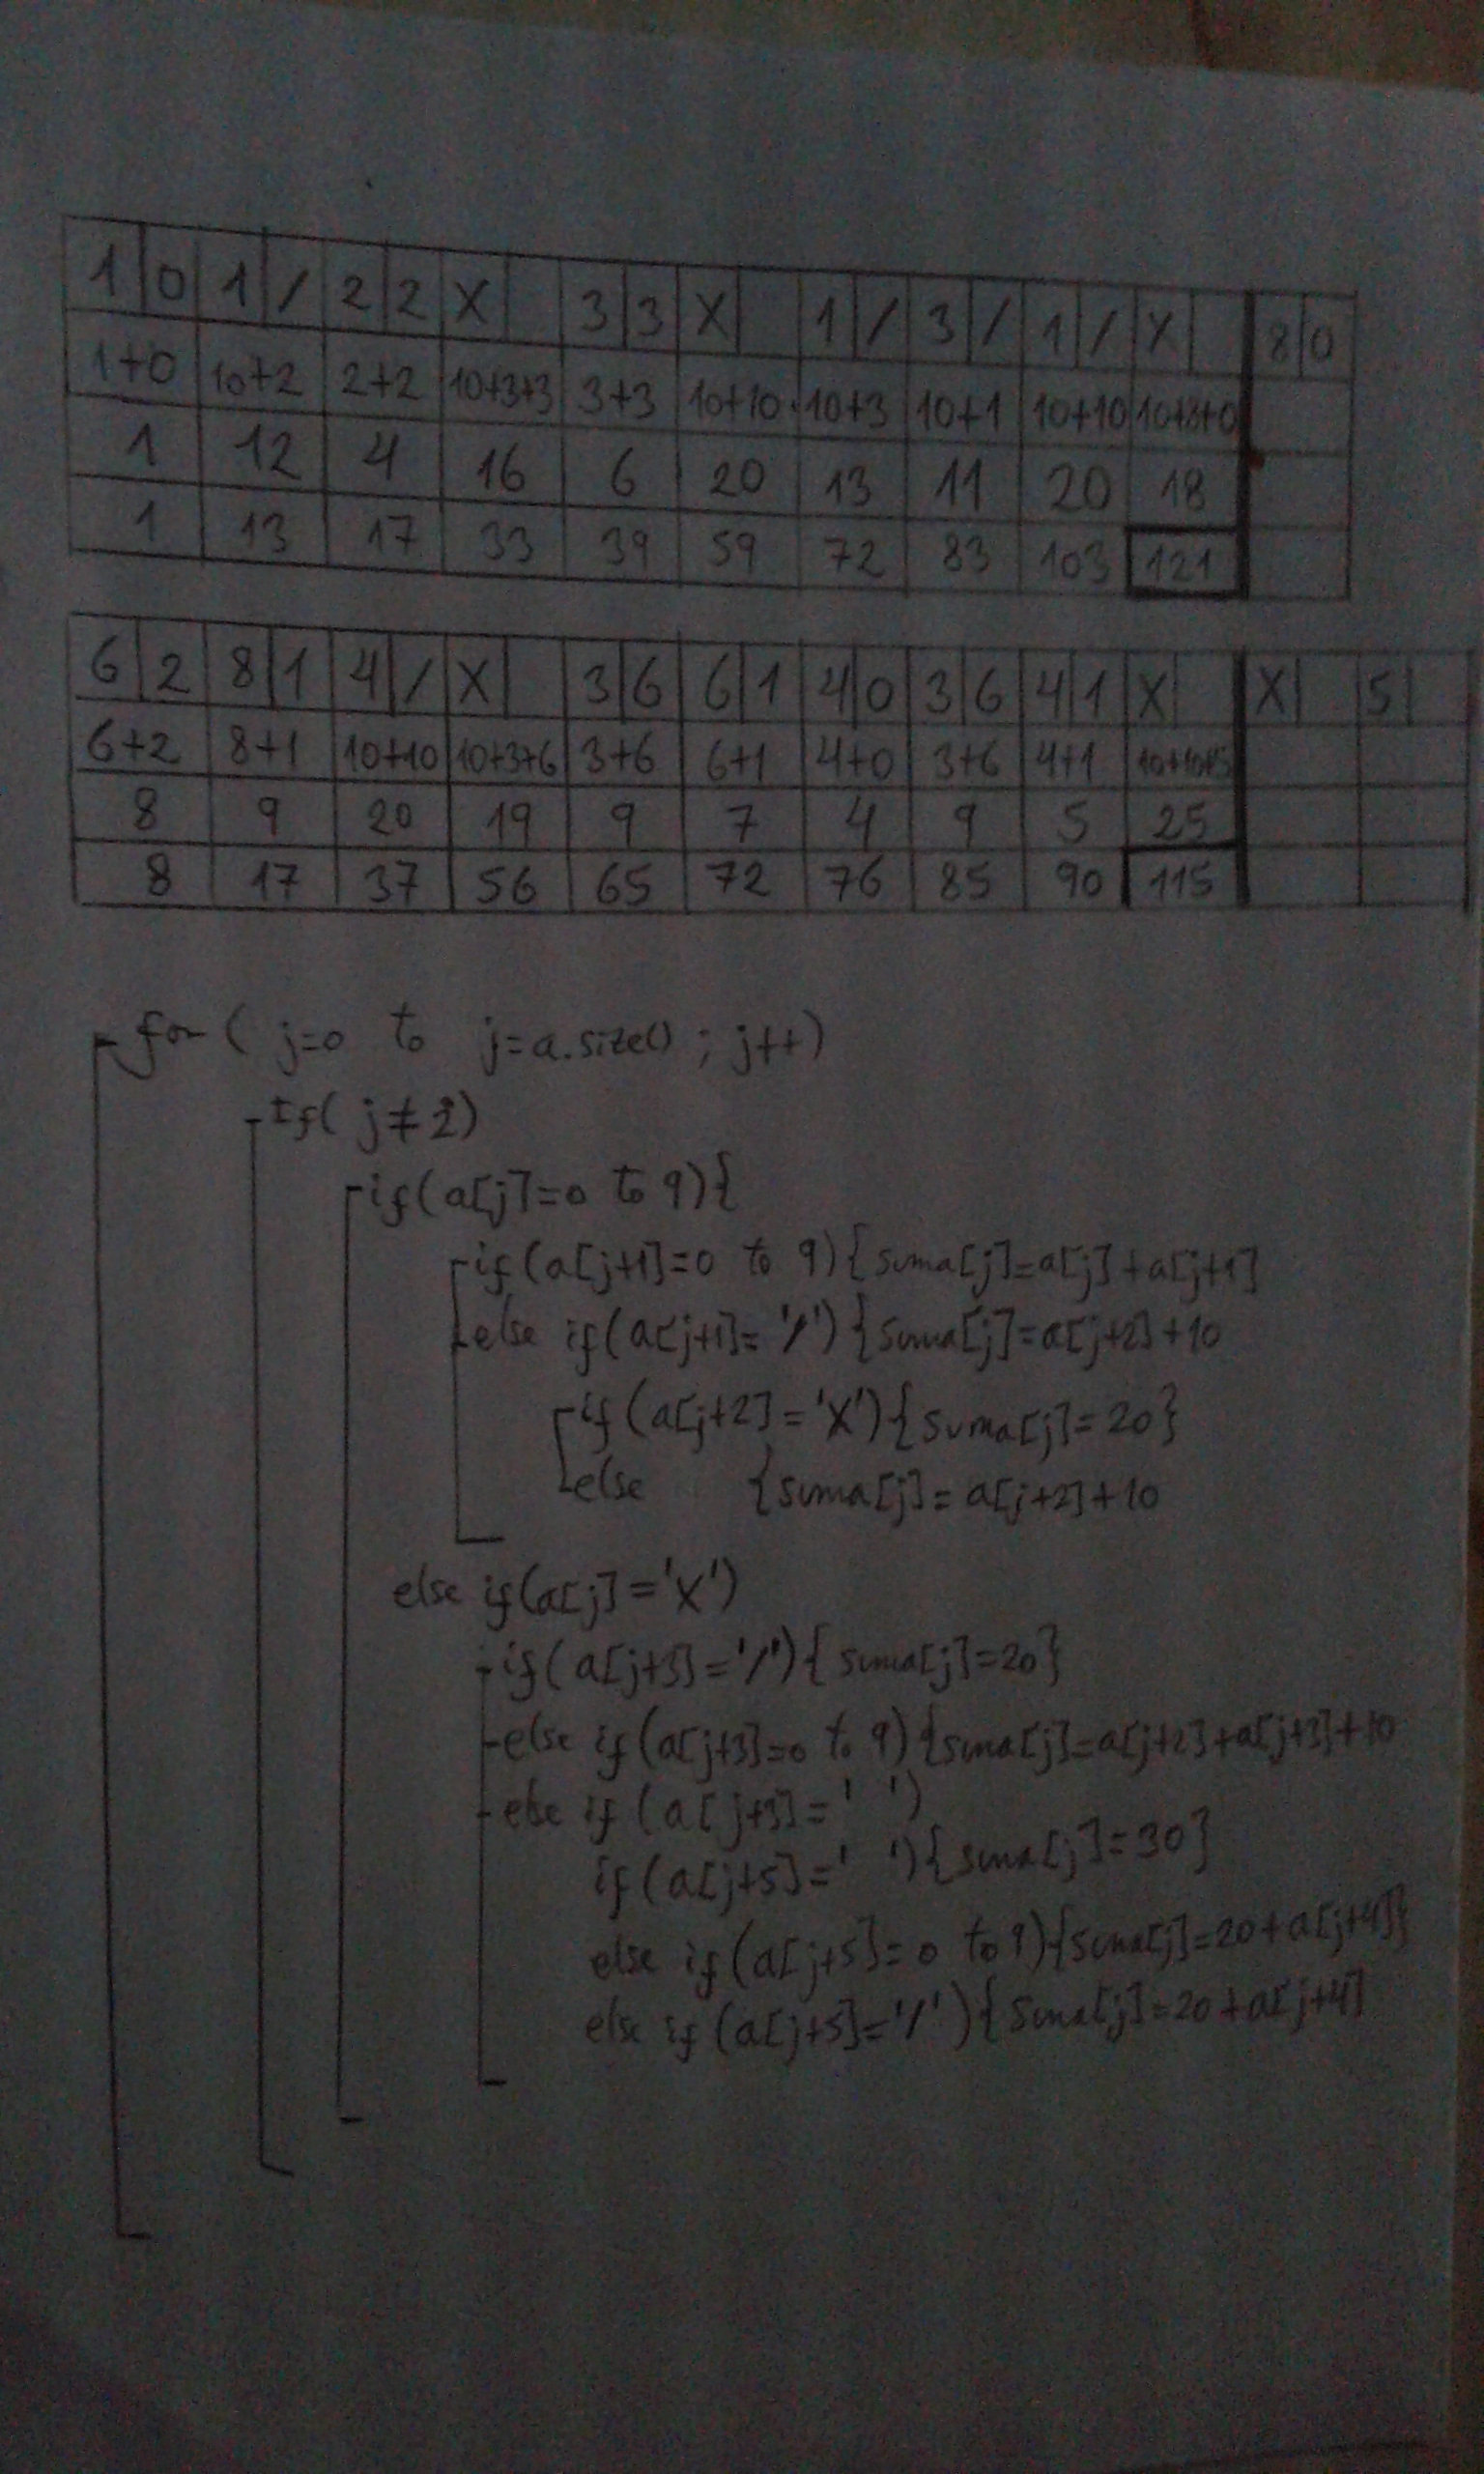 1 0 1 / 2 2 X 3 3 X 1 / 3 / 1 / X 8 0
1+0 10+2 2+2 10+3+3 3+3 10+10 10+3 10+1 10+10 10+8+0
1 12 4 16 6 20 13 11 20 18
1 13 17 33 39 59 72 83 103 121
6 2 8 1 4 / X 3 6 6 1 4 0 3 6 4 1 X X 5
6+2 8+1 10+10 10+3+6 3+6 6+1 4+0 3+6 4+1 10+10+5
8 9 20 19 9 7 4 9 5 25
8 17 37 56 65 72 76 85 90 115
for ( j=0 to j=a.size() ; j++)
if( j≠2)
if(a[j]=0 to 9){
if(a[j+1]=0 to 9){suma[j]=a[j]+a[j+1]
else if(a[j+1]='/'){suma[j]=a[j+2]+10
if(a[j+2]='X'){suma[j]=20}
else {suma[j]=a[j+2]+10
else if(a[j]='X')
if(a[j+3]='/'){suma[j]=20}
else if(a[j+3]=0 to 9){suma[j]=a[j+2]+a[j+3]+10
else if(a[j+3]=' ')
if(a[j+5]=' '){suma[j]=30}
else if(a[j+5]=0 to 9){suma[j]=20+a[j+4]}
else if(a[j+5]='/'){suma[j]=20+a[j+4]